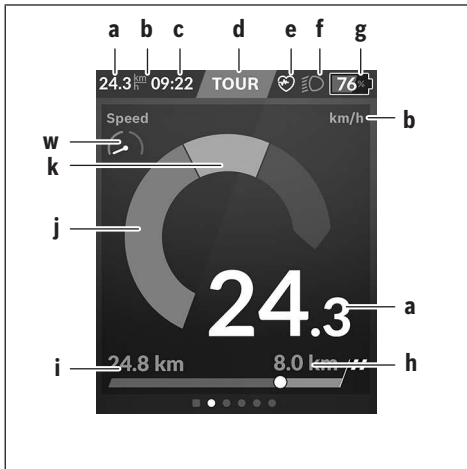 a b c d e f g
24.3 km/h 09:22 TOUR 76%
Speed km/h b
w
k
j
24.3 a
i 24.8 km 8.0 km h